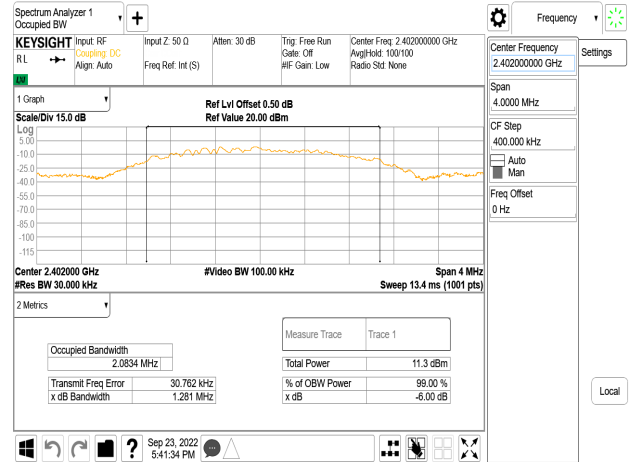 Spectrum Analyzer 1
Occupied BW
Frequency
KEYSIGHT
RL
LXI
Input: RF
Coupling: DC
Align: Auto
Input Z: 50 Ω
Freq Ref: Int (S)
Atten: 30 dB
Trig: Free Run
Gate: Off
#IF Gain: Low
Center Freq: 2.402000000 GHz
Avg|Hold: 100/100
Radio Std: None
Center Frequency
2.402000000 GHz
Settings
Span
4.0000 MHz
CF Step
400.000 kHz
Auto
Man
Freq Offset
0 Hz
Local
1 Graph
Scale/Div 15.0 dB
Ref Lvl Offset 0.50 dB
Ref Value 20.00 dBm
Log
5.00
-10.0
-25.0
-40.0
-55.0
-70.0
-85.0
-100
-115
Center 2.402000 GHz
#Res BW 30.000 kHz
#Video BW 100.00 kHz
Span 4 MHz
Sweep 13.4 ms (1001 pts)
2 Metrics
Measure Trace
Trace 1
Occupied Bandwidth
2.0834 MHz
Total Power 11.3 dBm
Transmit Freq Error 30.762 kHz
% of OBW Power 99.00 %
x dB Bandwidth 1.281 MHz
x dB -6.00 dB
?
Sep 23, 2022
5:41:34 PM